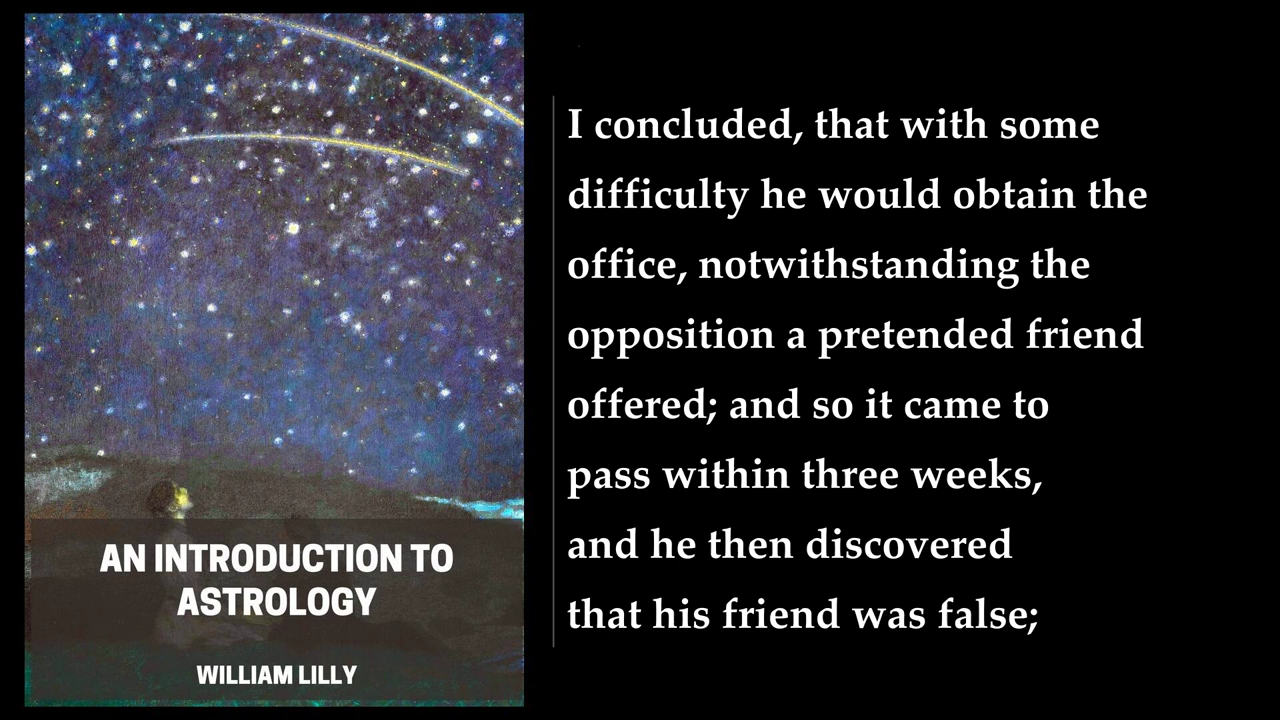 AN INTRODUCTION TO
ASTROLOGY
WILLIAM LILLY
I concluded, that with some
difficulty he would obtain the
office, notwithstanding the
opposition a pretended friend
offered; and so it came to
pass within three weeks,
and he then discovered
that his friend was false;